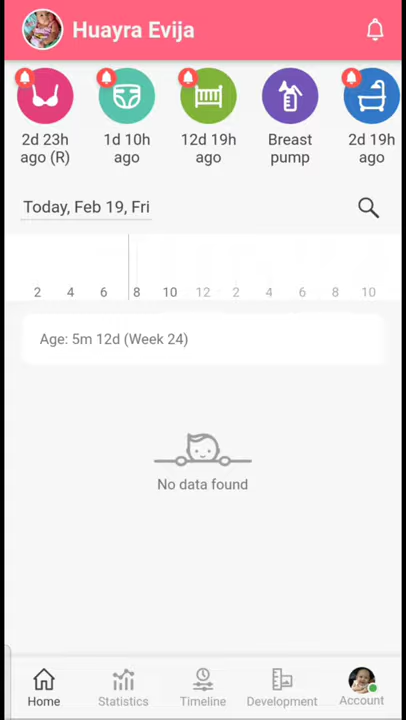 Huayra Evija
2d 23h
ago (R)
1d 10h
ago
12d 19h
ago
Breast
pump
2d 19h
ago
Today, Feb 19, Fri
2 4 6 8 10 12 2 4 6 8 10
Age: 5m 12d (Week 24)
No data found
Home Statistics Timeline Development Account